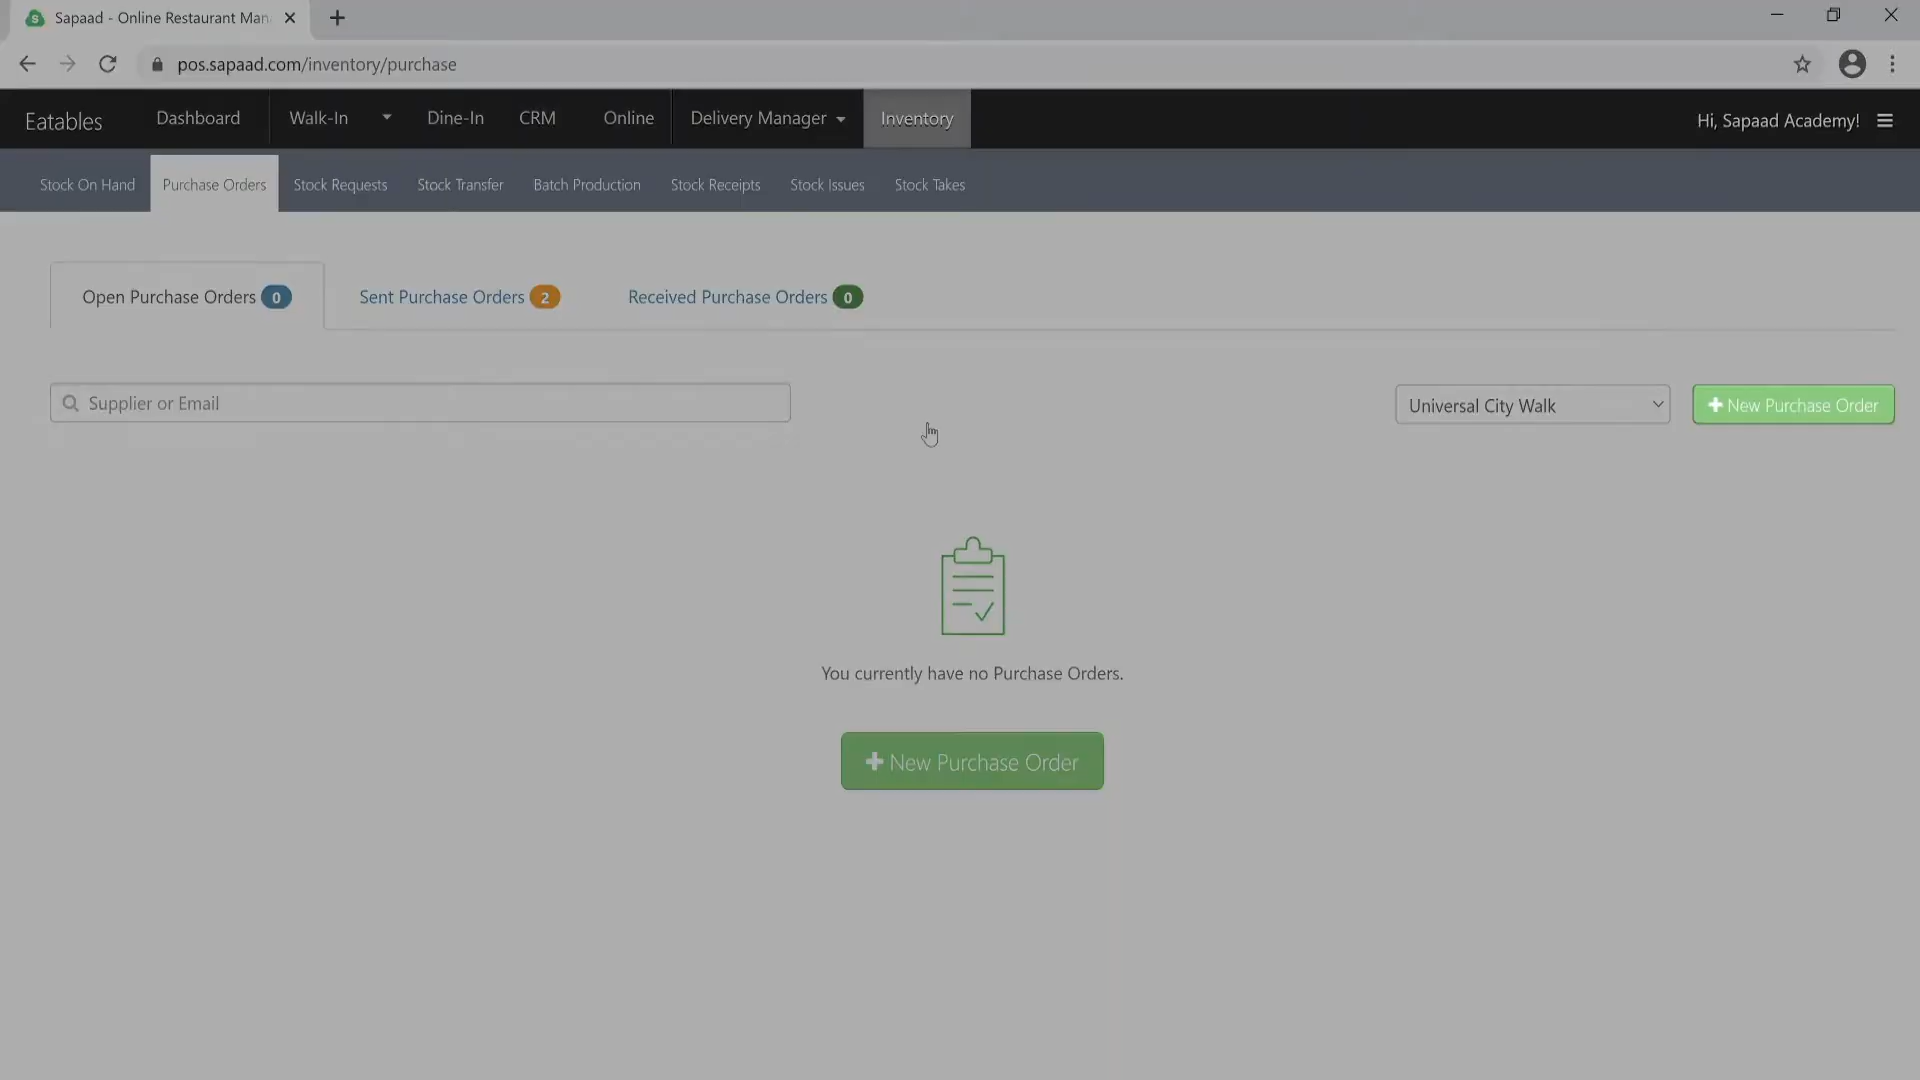 Sapaad - Online Restaurant Man
pos.sapaad.com/inventory/purchase
Eatables Dashboard Walk-In Dine-In CRM Online Delivery Manager Inventory Hi, Sapaad Academy!
Stock On Hand Purchase Orders Stock Requests Stock Transfer Batch Production Stock Receipts Stock Issues Stock Takes
Open Purchase Orders 0 Sent Purchase Orders 2 Received Purchase Orders 0
Supplier or Email Universal City Walk New Purchase Order
You currently have no Purchase Orders.
New Purchase Order